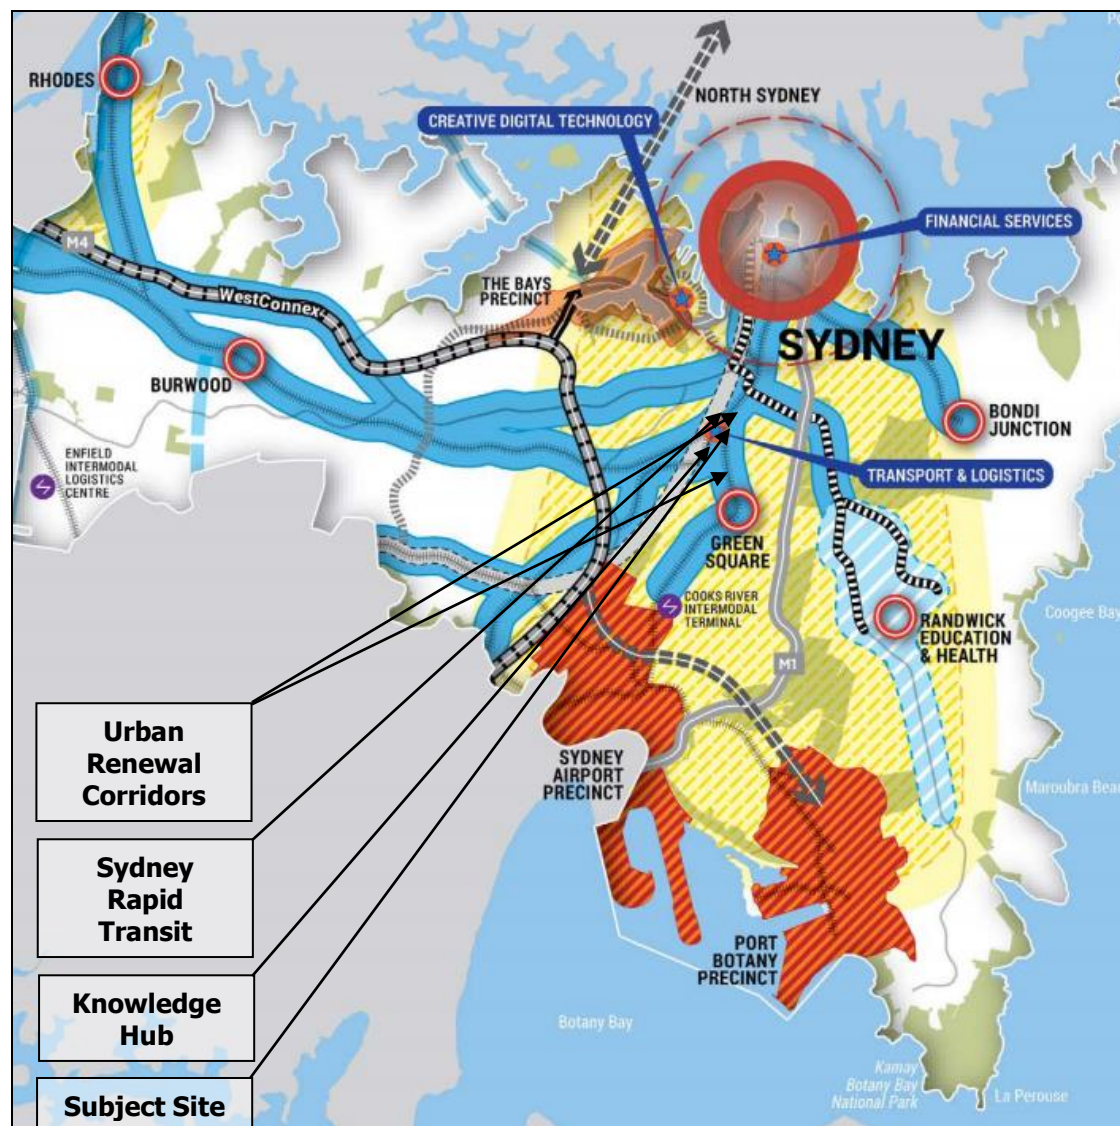 RHODES
NORTH SYDNEY
CREATIVE DIGITAL TECHNOLOGY
FINANCIAL SERVICES
M4
WestConnex
THE BAYS
PRECINCT
SYDNEY
BURWOOD
BONDI
JUNCTION
ENFIELD
INTERMODAL
LOGISTICS
CENTRE
TRANSPORT & LOGISTICS
GREEN
SQUARE
COOKS RIVER
INTERMODAL
TERMINAL
Coogee Bay
RANDWICK
EDUCATION
& HEALTH
M1
Urban
Renewal
Corridors
SYDNEY
AIRPORT
PRECINCT
Maroubra Bea
Sydney
Rapid
Transit
PORT
BOTANY
PRECINCT
Knowledge
Hub
Botany Bay
Kamay
Botany Bay
National Park
La Perouse
Subject Site